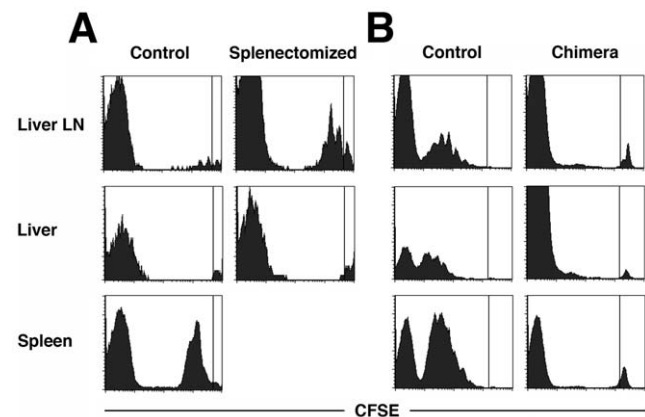 A B
Control Splenectomized Control Chimera
Liver LN
Liver
Spleen
CFSE